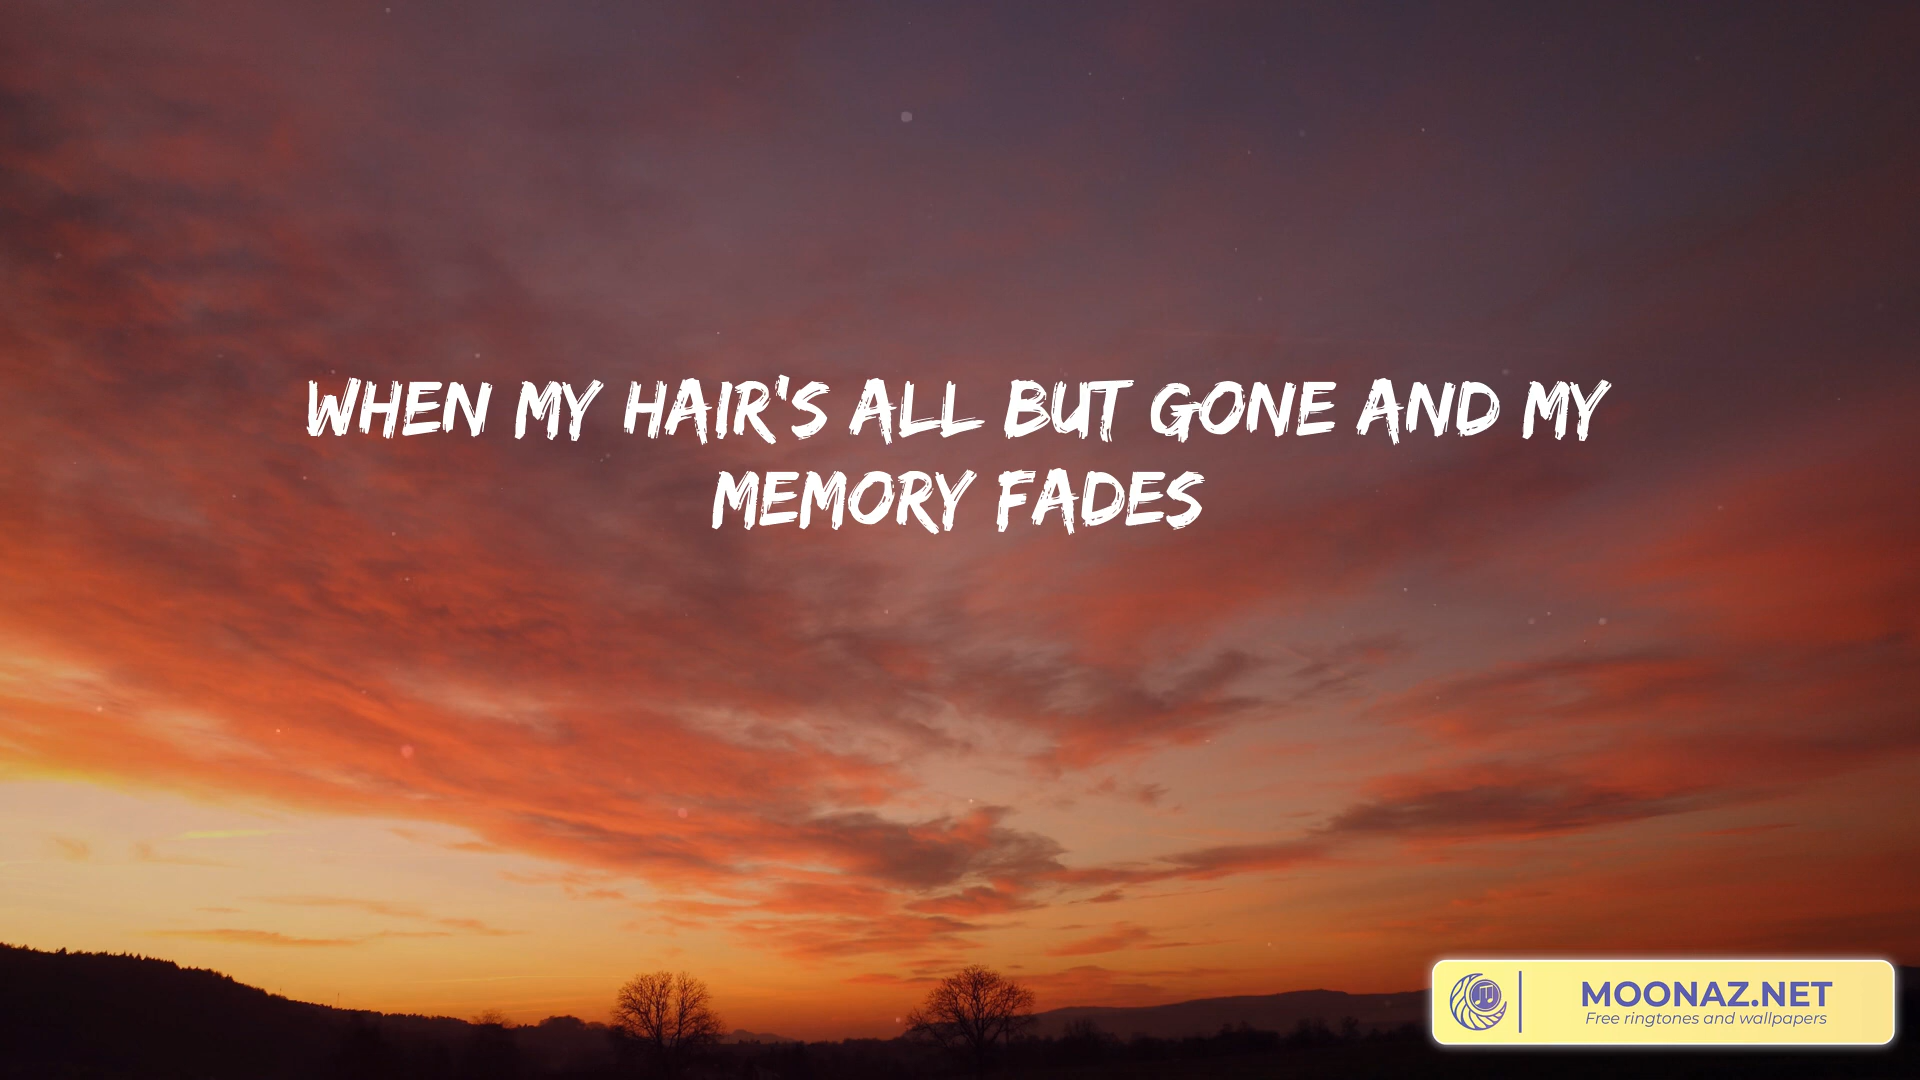 WHEN MY HAIR'S ALL BUT GONE AND MY
MEMORY FADES
MOONAZ.NET
Free ringtones and wallpapers